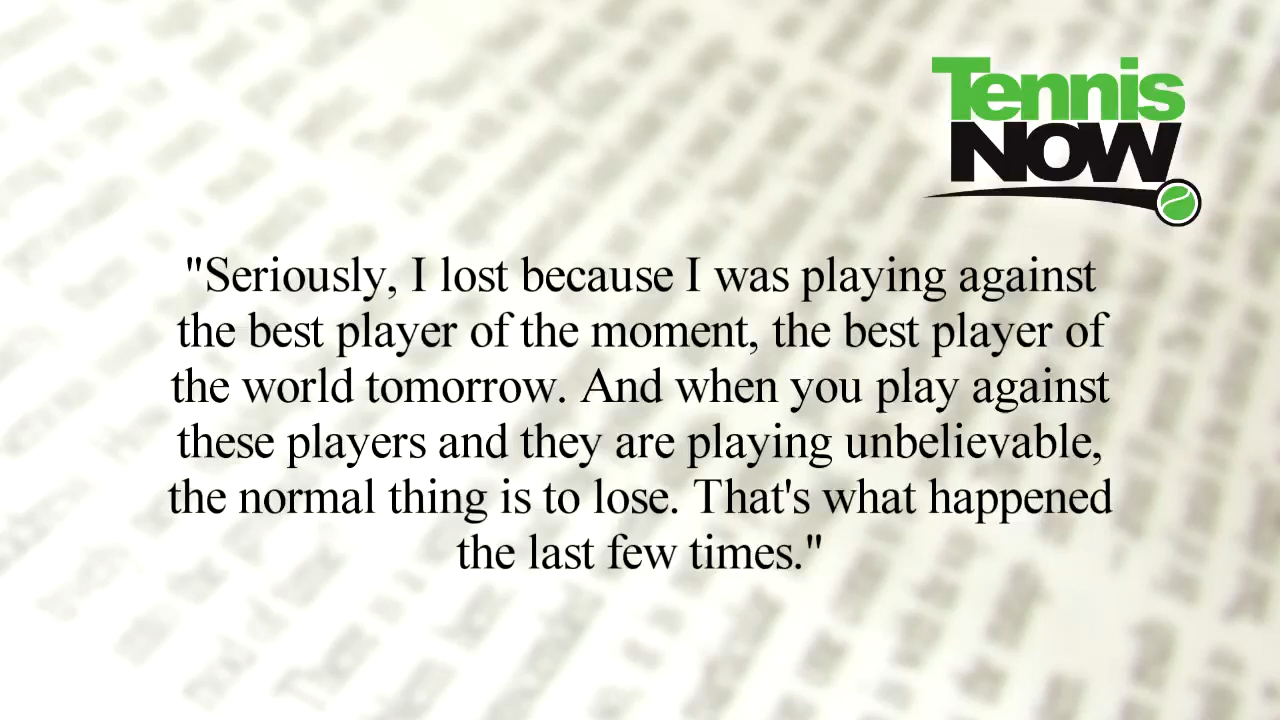 Tennis
NOW
"Seriously, I lost because I was playing against
the best player of the moment, the best player of
the world tomorrow. And when you play against
these players and they are playing unbelievable,
the normal thing is to lose. That's what happened
the last few times."